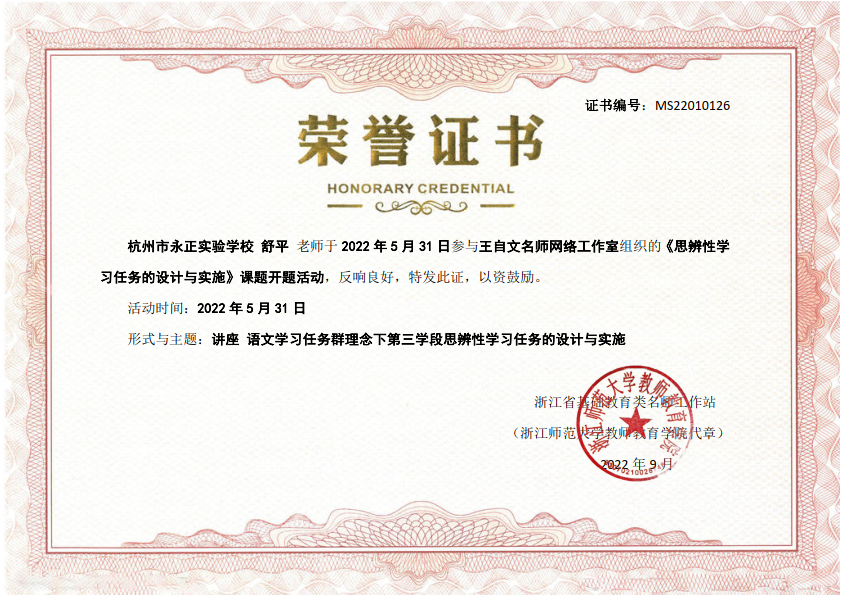 证书编号：MS22010126
荣誉证书
HONORARY CREDENTIAL
杭州市永正实验学校 舒平 老师于 2022 年 5 月 31 日参与王自文名师网络工作室组织的《思辨性学
习任务的设计与实施》课题开题活动，反响良好，特发此证，以资鼓励。
活动时间：2022 年 5 月 31 日
形式与主题：讲座 语文学习任务群理念下第三学段思辨性学习任务的设计与实施
浙江师范大学教师教育学院
浙江省基础教育类名师工作站
（浙江师范大学教师教育学院代章）
2022 年 9 月